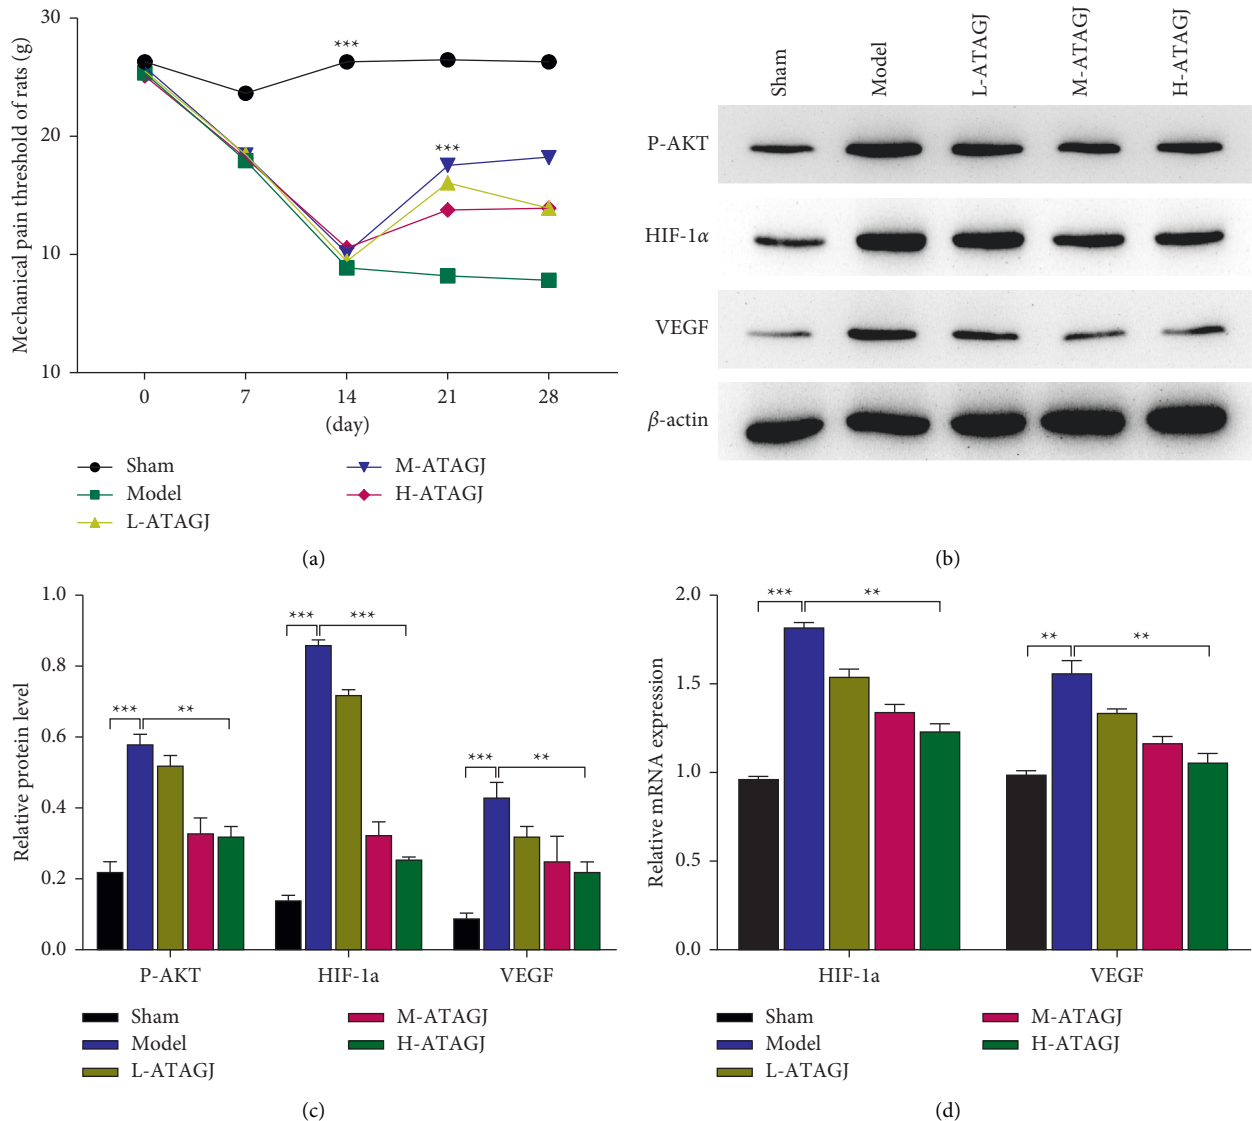 Mechanical pain threshold of rats (g)
30
20
10
10
0
7
14
21
28
(day)
***
***
Sham
Model
L-ATAGJ
M-ATAGJ
H-ATAGJ
(a)
Sham
Model
L-ATAGJ
M-ATAGJ
H-ATAGJ
P-AKT
HIF-1α
VEGF
β-actin
(b)
Relative protein level
1.0
0.8
0.6
0.4
0.2
0.0
***
**
***
***
***
**
P-AKT
HIF-1a
VEGF
Sham
Model
L-ATAGJ
M-ATAGJ
H-ATAGJ
(c)
Relative mRNA expression
2.0
1.5
1.0
0.5
0.0
***
**
**
**
HIF-1a
VEGF
Sham
Model
L-ATAGJ
M-ATAGJ
H-ATAGJ
(d)